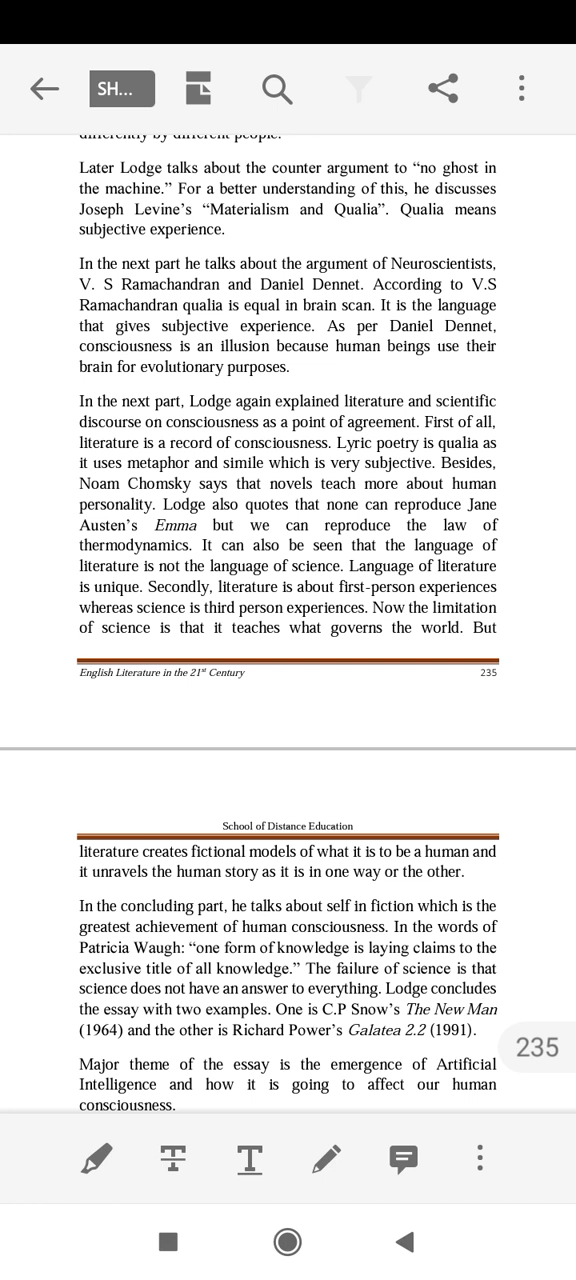 SH...
differently by different people.
Later Lodge talks about the counter argument to “no ghost in
the machine.” For a better understanding of this, he discusses
Joseph Levine’s “Materialism and Qualia”. Qualia means
subjective experience.
In the next part he talks about the argument of Neuroscientists,
V. S Ramachandran and Daniel Dennet. According to V.S
Ramachandran qualia is equal in brain scan. It is the language
that gives subjective experience. As per Daniel Dennet,
consciousness is an illusion because human beings use their
brain for evolutionary purposes.
In the next part, Lodge again explained literature and scientific
discourse on consciousness as a point of agreement. First of all,
literature is a record of consciousness. Lyric poetry is qualia as
it uses metaphor and simile which is very subjective. Besides,
Noam Chomsky says that novels teach more about human
personality. Lodge also quotes that none can reproduce Jane
Austen’s Emma but we can reproduce the law of
thermodynamics. It can also be seen that the language of
literature is not the language of science. Language of literature
is unique. Secondly, literature is about first-person experiences
whereas science is third person experiences. Now the limitation
of science is that it teaches what governs the world. But
English Literature in the 21st Century 235
School of Distance Education
literature creates fictional models of what it is to be a human and
it unravels the human story as it is in one way or the other.
In the concluding part, he talks about self in fiction which is the
greatest achievement of human consciousness. In the words of
Patricia Waugh: “one form of knowledge is laying claims to the
exclusive title of all knowledge.” The failure of science is that
science does not have an answer to everything. Lodge concludes
the essay with two examples. One is C.P Snow’s The New Man
(1964) and the other is Richard Power’s Galatea 2.2 (1991).
235
Major theme of the essay is the emergence of Artificial
Intelligence and how it is going to affect our human
consciousness.